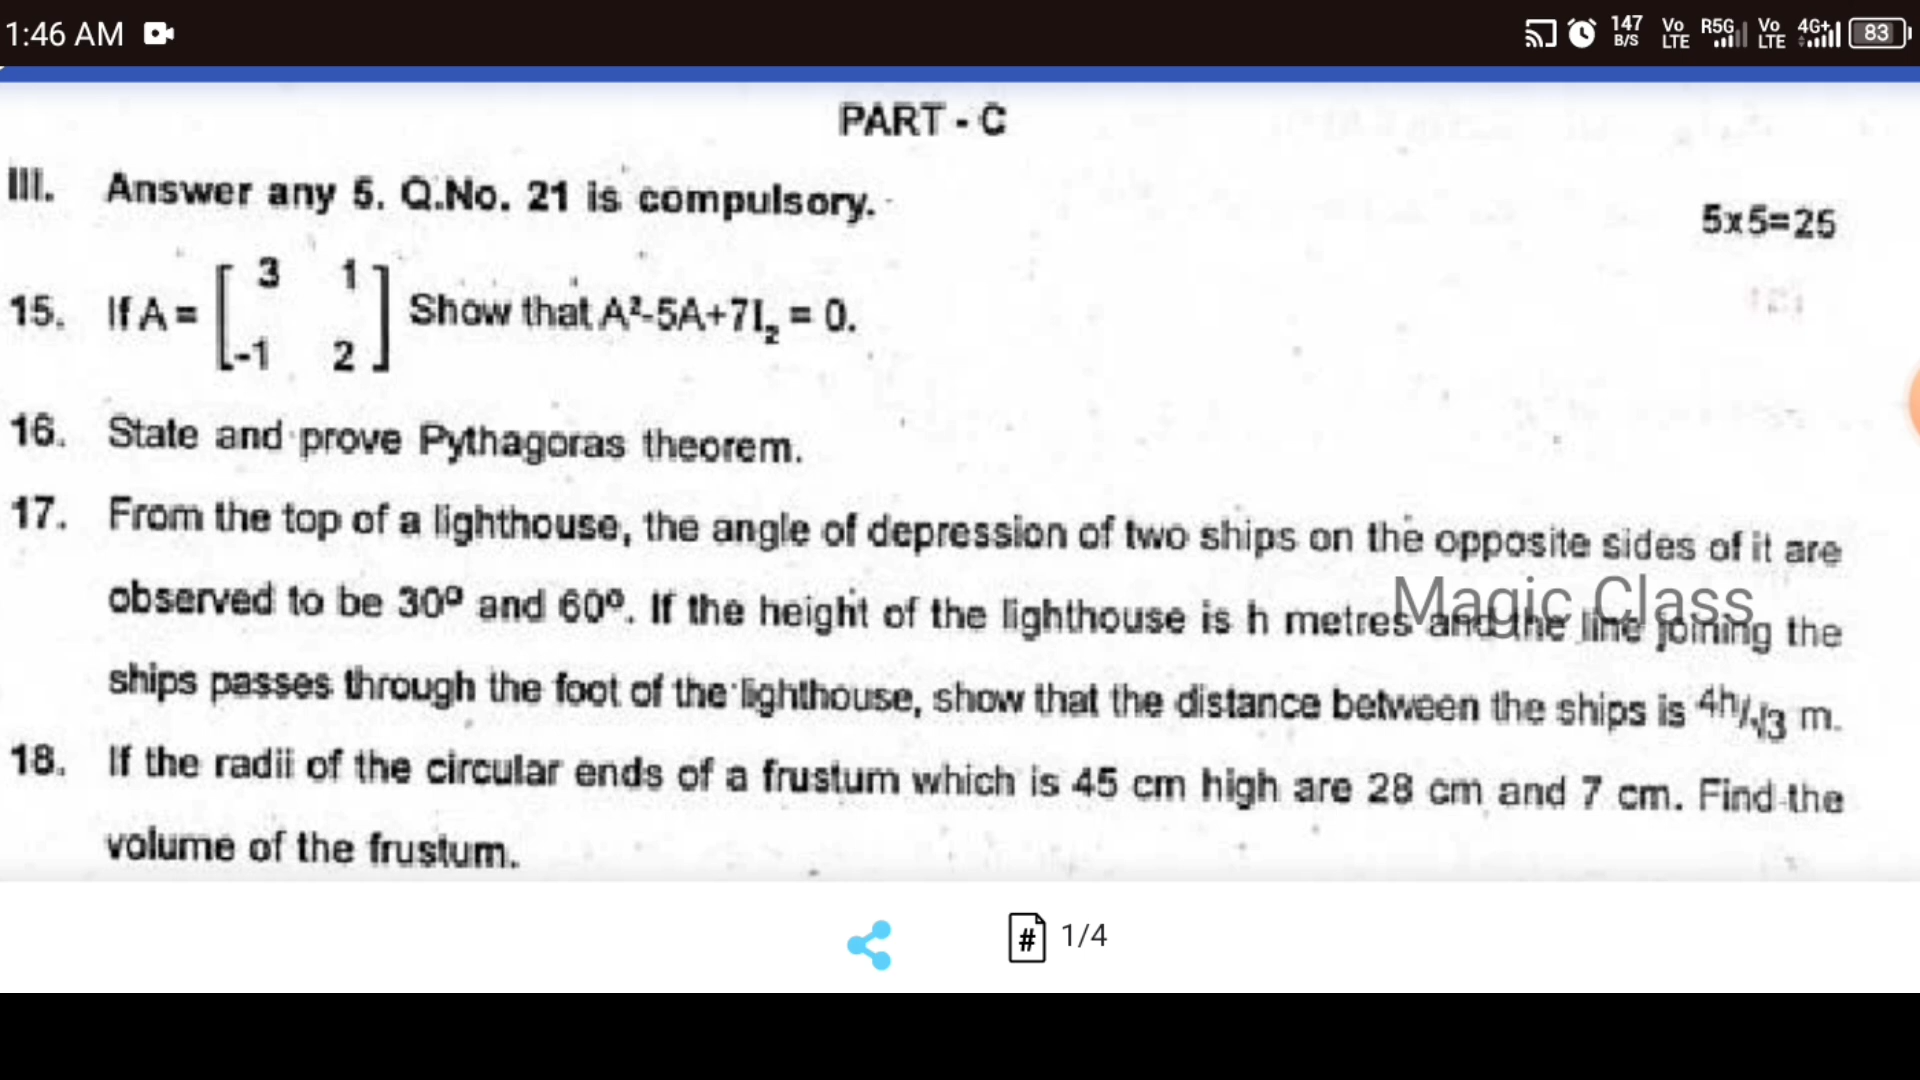 1:46 AM
147 B/S Vo LTE R5G Vo LTE 4G+ 83
PART - C
III. Answer any 5. Q.No. 21 is compulsory.
5x5=25
15. If A = [ 3 1
-1 2 ] Show that A²-5A+7I₂ = 0.
16. State and prove Pythagoras theorem.
17. From the top of a lighthouse, the angle of depression of two ships on the opposite sides of it are
observed to be 30º and 60º. If the height of the lighthouse is h metres and the line joining the
Magic Class
ships passes through the foot of the lighthouse, show that the distance between the ships is 4h/√3 m.
18. If the radii of the circular ends of a frustum which is 45 cm high are 28 cm and 7 cm. Find the
volume of the frustum.
# 1/4